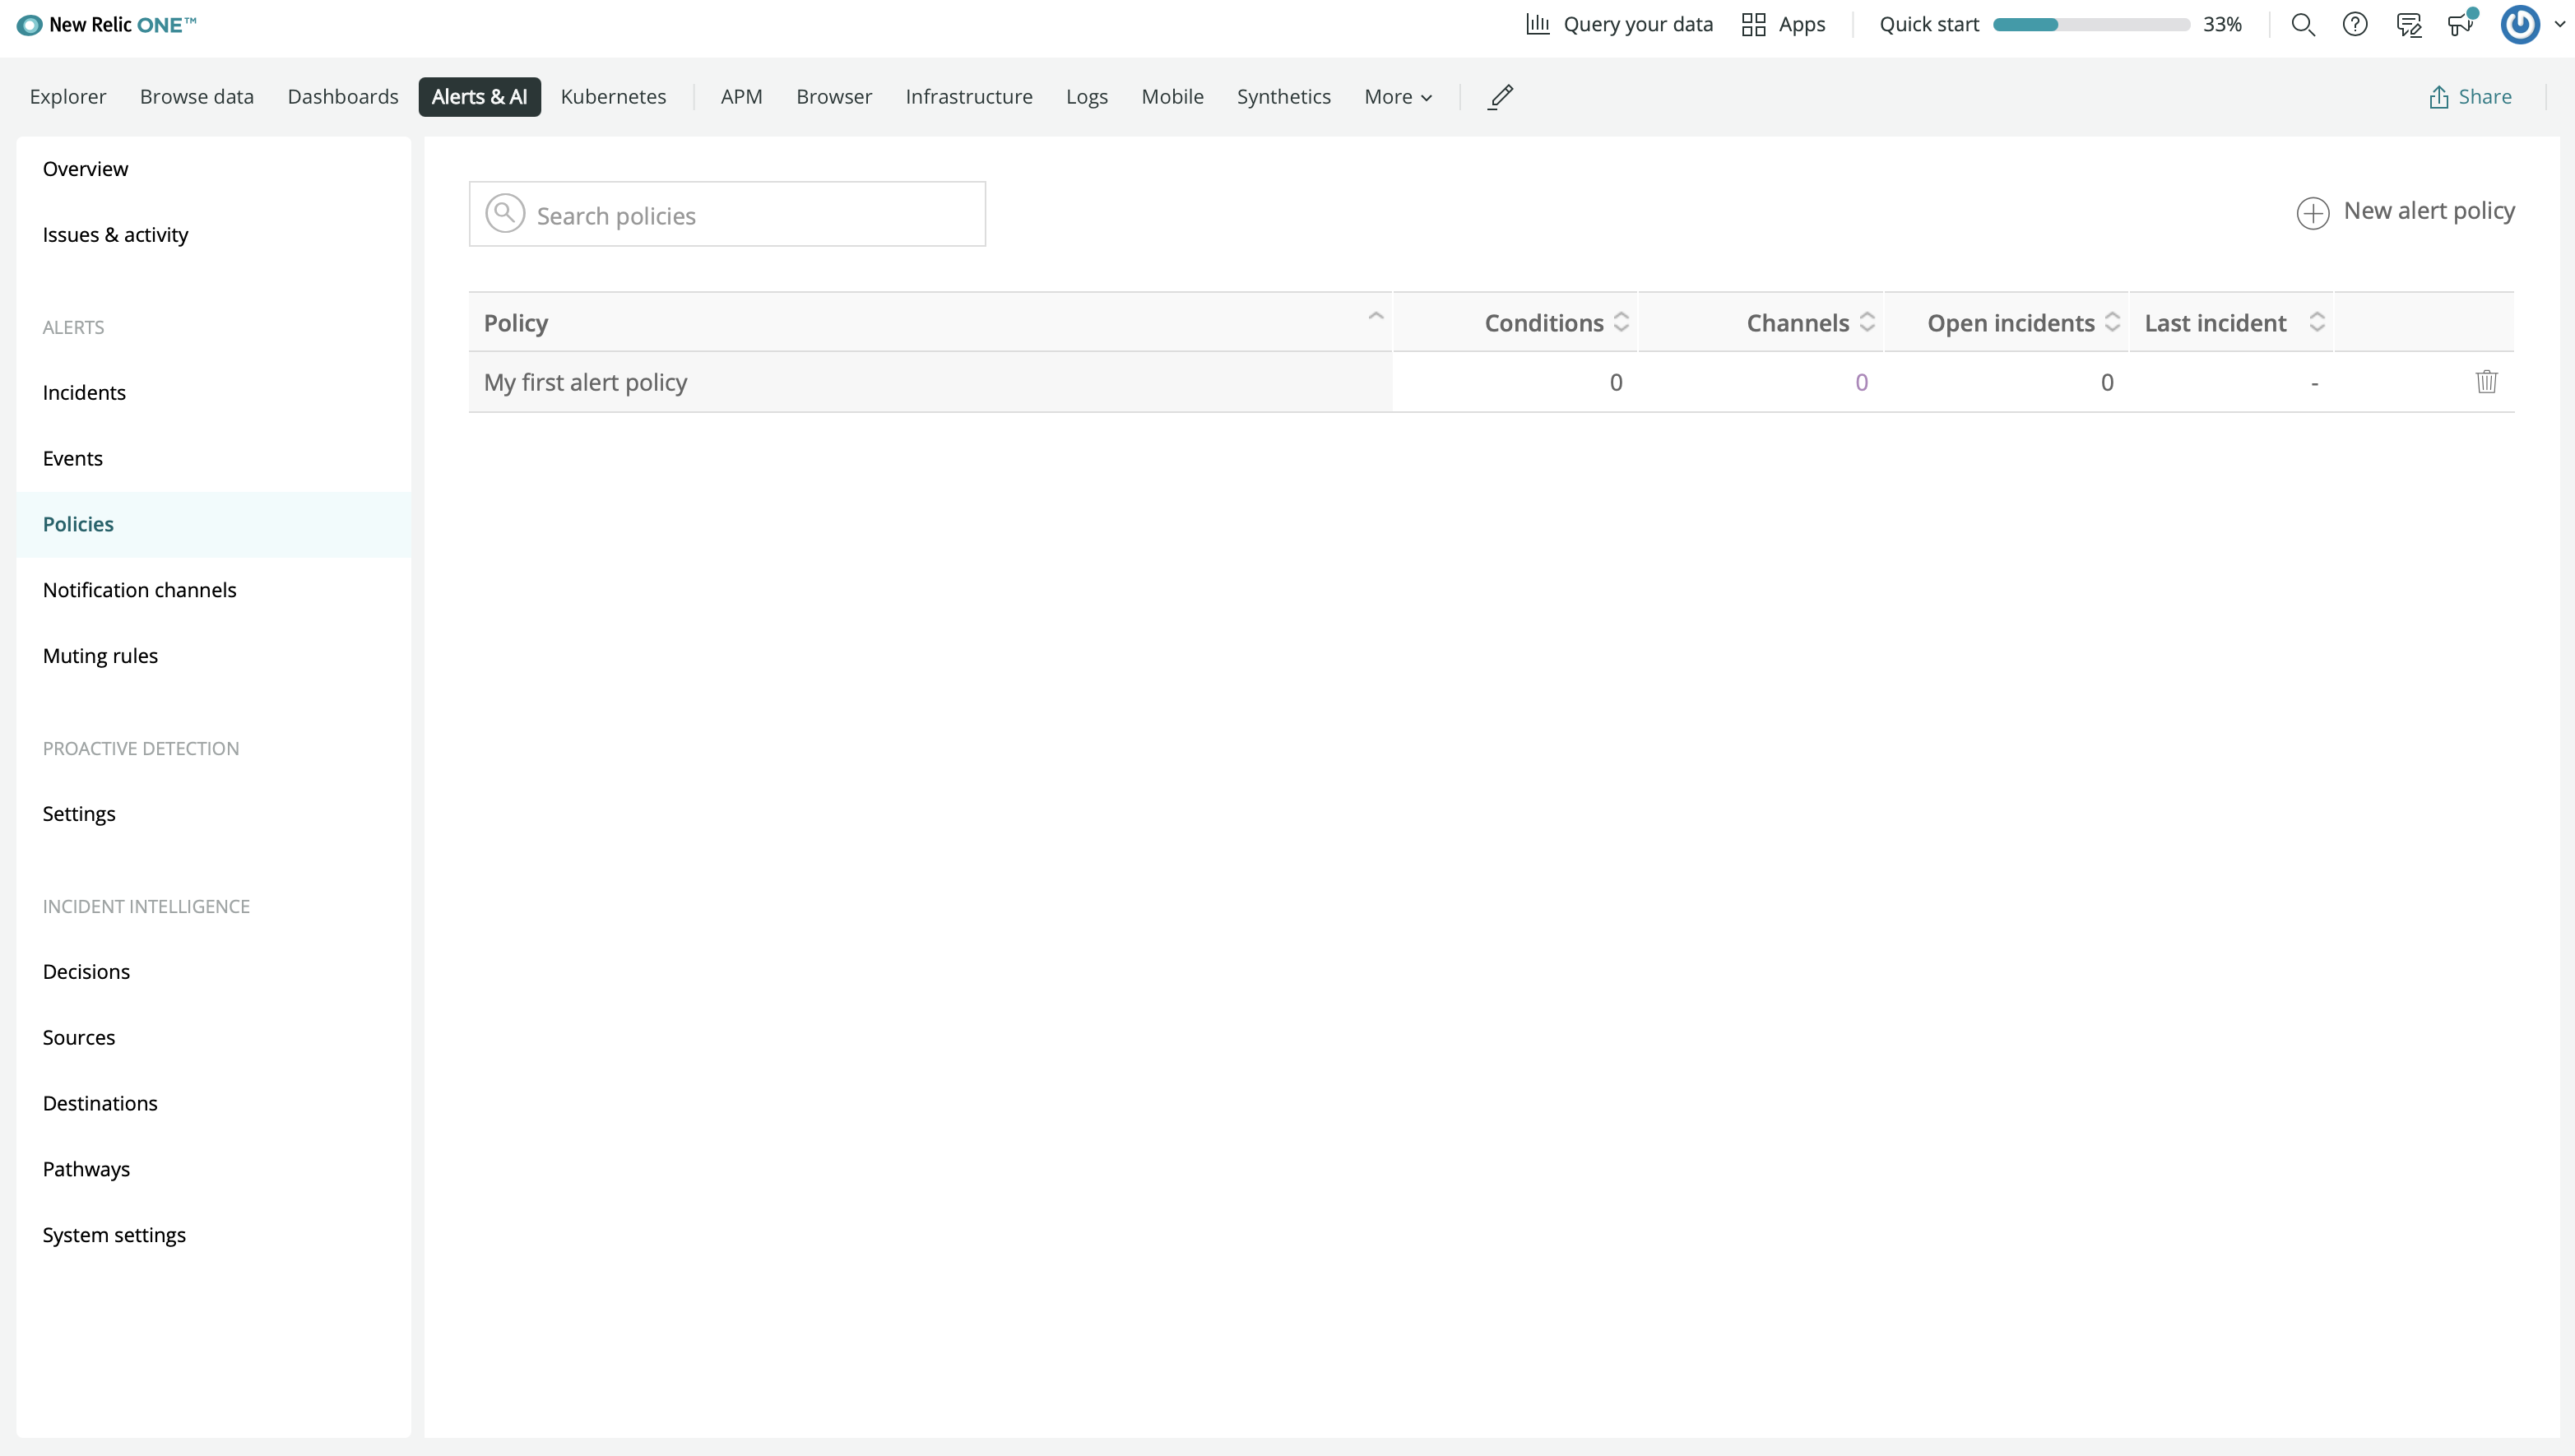 New Relic ONE™
Query your data
Apps
Quick start
33%
Explorer
Browse data
Dashboards
Alerts & AI
Kubernetes
APM
Browser
Infrastructure
Logs
Mobile
Synthetics
More
Share
Overview
Issues & activity
ALERTS
Incidents
Events
Policies
Notification channels
Muting rules
PROACTIVE DETECTION
Settings
INCIDENT INTELLIGENCE
Decisions
Sources
Destinations
Pathways
System settings
Search policies
New alert policy
Policy Conditions Channels Open incidents Last incident
My first alert policy 0 0 0 -